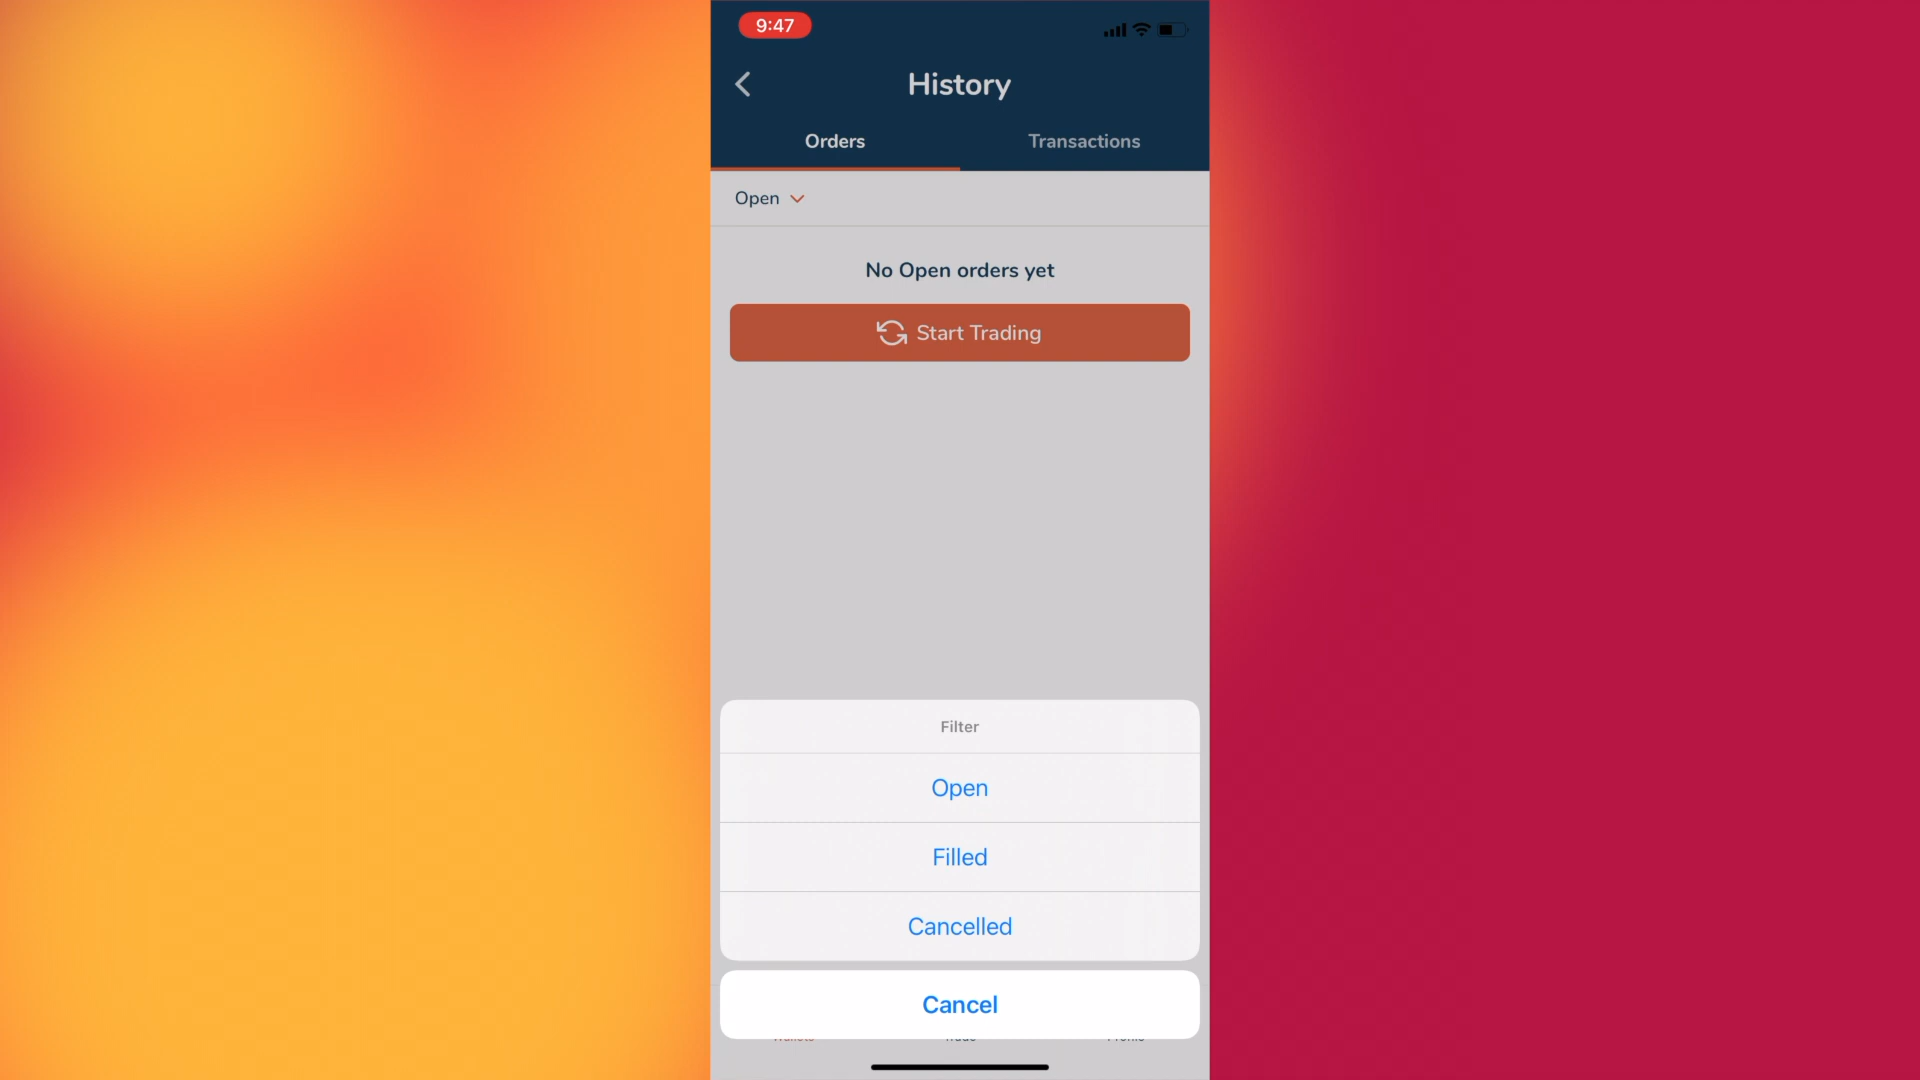 9:47
History
Orders
Transactions
Open
No Open orders yet
Start Trading
Filter
Open
Filled
Cancelled
Cancel